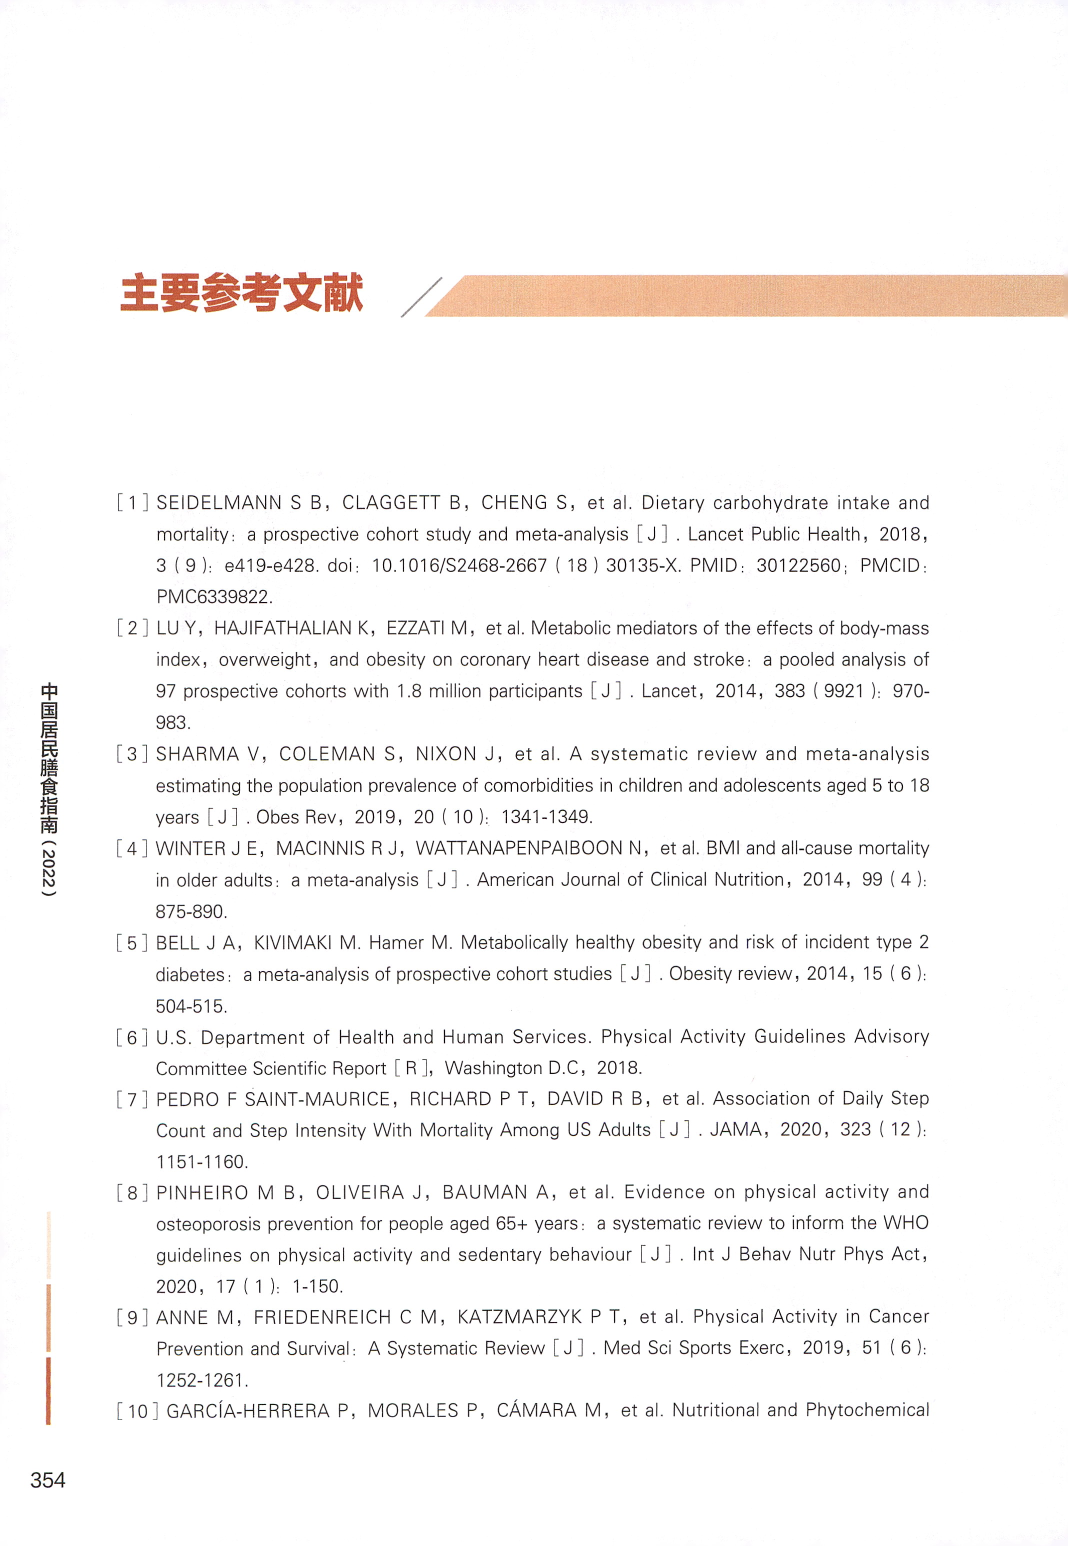 主要参考文献
[1] SEIDELMANN S B, CLAGGETT B, CHENG S, et al. Dietary carbohydrate intake and
mortality: a prospective cohort study and meta-analysis [J]. Lancet Public Health, 2018,
3(9): e419-e428. doi: 10.1016/S2468-2667(18)30135-X. PMID: 30122560; PMCID:
PMC6339822.
[2] LU Y, HAJIFATHALIAN K, EZZATI M, et al. Metabolic mediators of the effects of body-mass
index, overweight, and obesity on coronary heart disease and stroke: a pooled analysis of
97 prospective cohorts with 1.8 million participants [J]. Lancet, 2014, 383(9921): 970-
983.
[3] SHARMA V, COLEMAN S, NIXON J, et al. A systematic review and meta-analysis
estimating the population prevalence of comorbidities in children and adolescents aged 5 to 18
years [J]. Obes Rev, 2019, 20(10): 1341-1349.
[4] WINTER J E, MACINNIS R J, WATTANAPENPAIBOON N, et al. BMI and all-cause mortality
in older adults: a meta-analysis [J]. American Journal of Clinical Nutrition, 2014, 99(4):
875-890.
[5] BELL J A, KIVIMAKI M. Hamer M. Metabolically healthy obesity and risk of incident type 2
diabetes: a meta-analysis of prospective cohort studies [J]. Obesity review, 2014, 15(6):
504-515.
[6] U.S. Department of Health and Human Services. Physical Activity Guidelines Advisory
Committee Scientific Report [R], Washington D.C, 2018.
[7] PEDRO F SAINT-MAURICE, RICHARD P T, DAVID R B, et al. Association of Daily Step
Count and Step Intensity With Mortality Among US Adults [J]. JAMA, 2020, 323(12):
1151-1160.
[8] PINHEIRO M B, OLIVEIRA J, BAUMAN A, et al. Evidence on physical activity and
osteoporosis prevention for people aged 65+ years: a systematic review to inform the WHO
guidelines on physical activity and sedentary behaviour [J]. Int J Behav Nutr Phys Act,
2020, 17(1): 1-150.
[9] ANNE M, FRIEDENREICH C M, KATZMARZYK P T, et al. Physical Activity in Cancer
Prevention and Survival: A Systematic Review [J]. Med Sci Sports Exerc, 2019, 51(6):
1252-1261.
[10] GARCÍA-HERRERA P, MORALES P, CÁMARA M, et al. Nutritional and Phytochemical
中国居民膳食指南(2022)
354